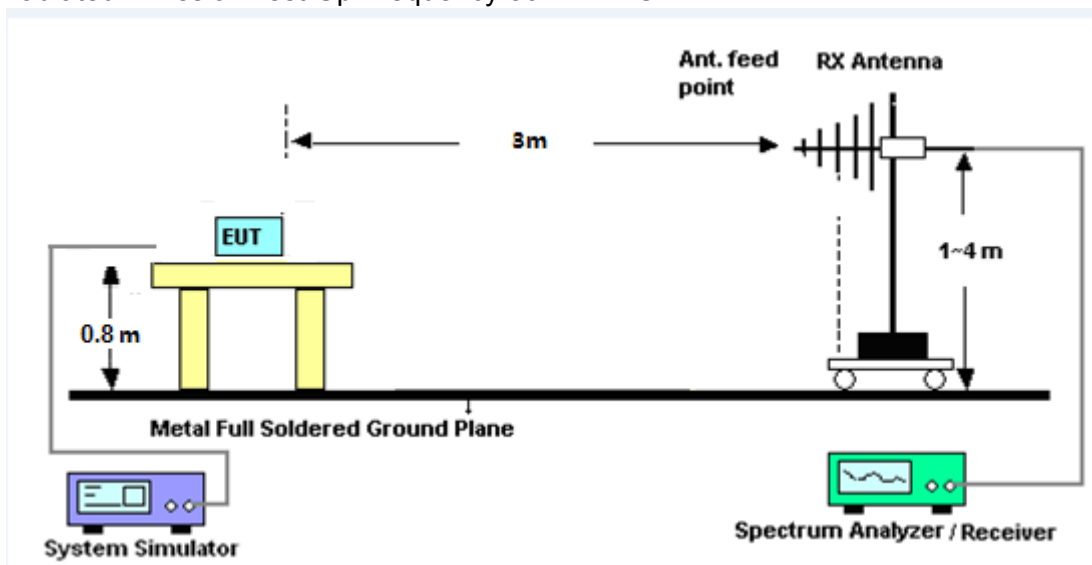 Ant. feed
point
RX Antenna
3m
EUT
1~4 m
0.8 m
Metal Full Soldered Ground Plane
System Simulator
Spectrum Analyzer / Receiver